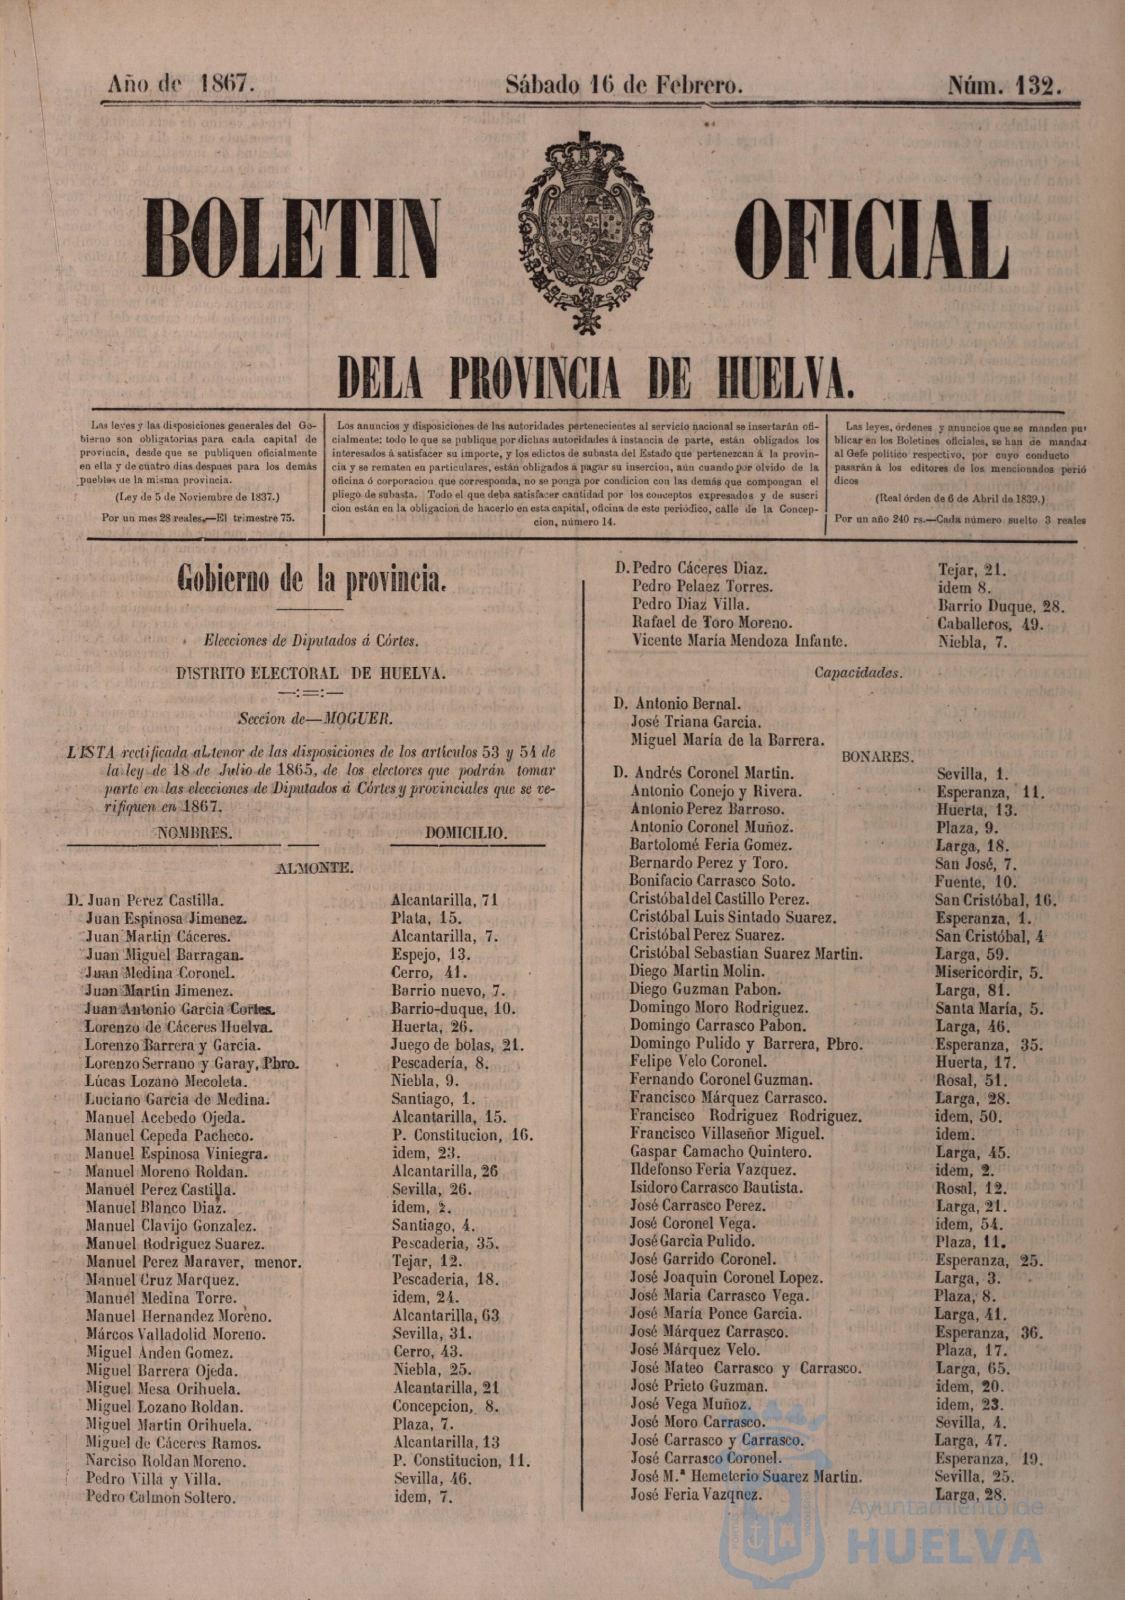 Año de 1867.
Sábado 16 de Febrero.
Núm. 132.
BOLETIN OFICIAL
DELA PROVINCIA DE HUELVA.
Las leyes y las disposiciones generales del Go-
bierno son obligatorias para cada capital de
provincia, desde que se publiquen oficialmente
en ella y de cuatro dias despues para los demás
pueblos de la misma provincia.
(Ley de 5 de Noviembre de 1837.)
Por un mes 28 reales.—El trimestre 75.
Los anuncios y disposiciones de las autoridades pertenecientes al servicio nacional se insertarán ofi-
cialmente; todo lo que se publique por dichas autoridades á instancia de parte, están obligados los
interesados á satisfacer su importe, y los edictos de subasta del Estado que pertenezcan á la provin-
cia y se rematen en particulares, están obligados á pagar su insercion, aún cuando por olvido de la
oficina ó corporacion que corresponda, no se ponga por condicion con las demás que compongan el
pliego de subasta. Todo el que deba satisfacer cantidad por los conceptos expresados y de suscri
cion están en la obligacion de hacerlo en esta capital, oficina de este periódico, calle de la Concep-
cion, número 14.
Las leyes, órdenes y anuncios que se manden pu
blicar en los Boletines oficiales, se han de mandar
al Gefe político respectivo, por cuyo conducto
pasarán á los editores de los mencionados perió
dicos
(Real órden de 6 de Abril de 1839.)
Por un año 240 rs.—Cada número suelto 3 reales
Gobierno de la provincia.
Elecciones de Diputados á Córtes.
DISTRITO ELECTORAL DE HUELVA.
Seccion de—MOGUER.
LISTA rectificada al tenor de las disposiciones de los artículos 53 y 54 de
la ley de 18 de Julio de 1865, de los electores que podrán tomar
parte en las elecciones de Diputados á Córtes y provinciales que se ve-
rifiquen en 1867.
NOMBRES. DOMICILIO.
ALMONTE.
D. Juan Perez Castilla. Alcantarilla, 71
Juan Espinosa Jimenez. Plata, 15.
Juan Martin Cáceres. Alcantarilla, 7.
Juan Miguel Barragan. Espejo, 13.
Juan Medina Coronel. Cerro, 41.
Juan Martin Jimenez. Barrio nuevo, 7.
Juan Antonio Garcia Cortes. Barrio-duque, 10.
Lorenzo de Cáceres Huelva. Huerta, 26.
Lorenzo Barrera y Garcia. Juego de bolas, 21.
Lorenzo Serrano y Garay, Pbro. Pescadería, 8.
Lúcas Lozano Mecoleta. Niebla, 9.
Luciano Garcia de Medina. Santiago, 1.
Manuel Acebedo Ojeda. Alcantarilla, 15.
Manuel Cepeda Pacheco. P. Constitucion, 16.
Manuel Espinosa Viniegra. idem, 23.
Manuel Moreno Roldan. Alcantarilla, 26
Manuel Perez Castilla. Sevilla, 26.
Manuel Blanco Diaz. idem, 2.
Manuel Clavijo Gonzalez. Santiago, 4.
Manuel Rodriguez Suarez. Pescaderia, 35.
Manuel Perez Maraver, menor. Tejar, 12.
Manuel Cruz Marquez. Pescaderia, 18.
Manuel Medina Torre. idem, 24.
Manuel Hernandez Moreno. Alcantarilla, 63
Márcos Valladolid Moreno. Sevilla, 31.
Miguel Anden Gomez. Cerro, 43.
Miguel Barrera Ojeda. Niebla, 25.
Miguel Mesa Orihuela. Alcantarilla, 21
Miguel Lozano Roldan. Concepcion, 8.
Miguel Martin Orihuela. Plaza, 7.
Miguel de Cáceres Ramos. Alcantarilla, 13
Narciso Roldan Moreno. P. Constitucion, 11.
Pedro Villa y Villa. Sevilla, 46.
Pedro Calmon Soltero. idem, 7.
D. Pedro Cáceres Diaz. Tejar, 21.
Pedro Pelaez Torres. idem 8.
Pedro Diaz Villa. Barrio Duque, 28.
Rafael de Toro Moreno. Caballeros, 49.
Vicente María Mendoza Infante. Niebla, 7.
Capacidades.
D. Antonio Bernal.
José Triana Garcia.
Miguel María de la Barrera.
BONARES.
D. Andrés Coronel Martin. Sevilla, 1.
Antonio Conejo y Rivera. Esperanza, 11.
Antonio Perez Barroso. Huerta, 13.
Antonio Coronel Muñoz. Plaza, 9.
Bartolomé Feria Gomez. Larga, 18.
Bernardo Perez y Toro. San José, 7.
Bonifacio Carrasco Soto. Fuente, 10.
Cristóbal del Castillo Perez. San Cristóbal, 16.
Cristóbal Luis Sintado Suarez. Esperanza, 1.
Cristóbal Perez Suarez. San Cristóbal, 4
Cristóbal Sebastian Suarez Martin. Larga, 59.
Diego Martin Molin. Misericordir, 5.
Diego Guzman Pabon. Larga, 81.
Domingo Moro Rodriguez. Santa María, 5.
Domingo Carrasco Pabon. Larga, 46.
Domingo Pulido y Barrera, Pbro. Esperanza, 35.
Felipe Velo Coronel. Huerta, 17.
Fernando Coronel Guzman. Rosal, 51.
Francisco Márquez Carrasco. Larga, 28.
Francisco Rodriguez Rodriguez. idem, 50.
Francisco Villaseñor Miguel. idem.
Gaspar Camacho Quintero. Larga, 45.
Ildefonso Feria Vazquez. idem, 2.
Isidoro Carrasco Bautista. Rosal, 12.
José Carrasco Perez. Larga, 21.
José Coronel Vega. idem, 54.
José Garcia Pulido. Plaza, 11.
José Garrido Coronel. Esperanza, 25.
José Joaquin Coronel Lopez. Larga, 3.
José Maria Carrasco Vega. Plaza, 8.
José María Ponce Garcia. Larga, 41.
José Márquez Carrasco. Esperanza, 36.
José Márquez Velo. Plaza, 17.
José Mateo Carrasco y Carrasco. Larga, 65.
José Prieto Guzman. idem, 20.
José Vega Muñoz. idem, 23.
José Moro Carrasco. Sevilla, 4.
José Carrasco y Carrasco. Larga, 47.
José Carrasco Coronel. Esperanza, 19.
José M.ª Hemeterio Suarez Martin. Sevilla, 25.
José Feria Vazqnez. Larga, 28.
Ayuntamiento de
HUELVA